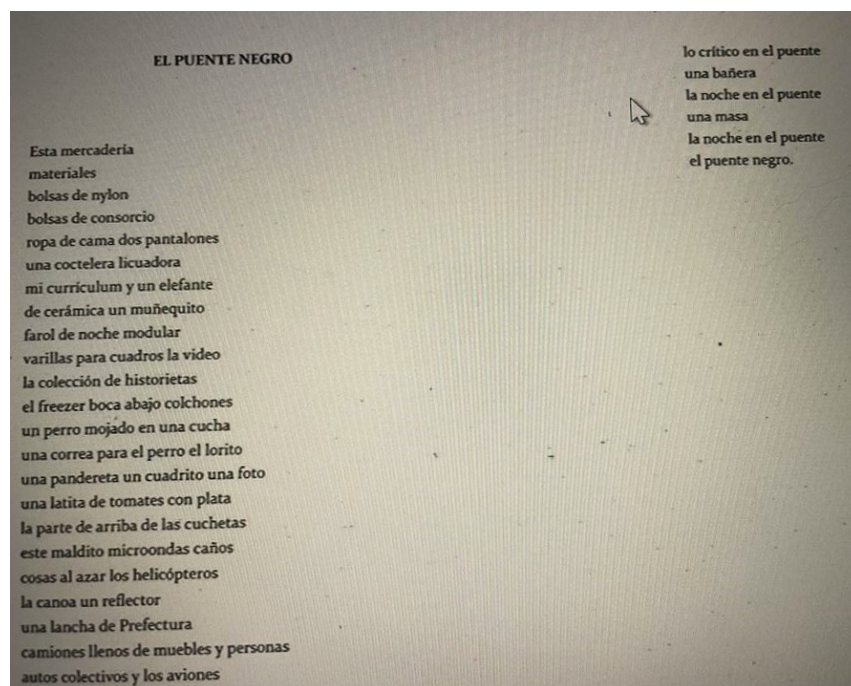 EL PUENTE NEGRO
Esta mercadería
materiales
bolsas de nylon
bolsas de consorcio
ropa de cama dos pantalones
una coctelera licuadora
mi currículum y un elefante
de cerámica un muñequito
farol de noche modular
varillas para cuadros la video
la colección de historietas
el freezer boca abajo colchones
un perro mojado en una cucha
una correa para el perro el lorito
una pandereta un cuadrito una foto
una latita de tomates con plata
la parte de arriba de las cuchetas
este maldito microondas caños
cosas al azar los helicópteros
la canoa un reflector
una lancha de Prefectura
camiones llenos de muebles y personas
autos colectivos y los aviones
lo crítico en el puente
una bañera
la noche en el puente
una masa
la noche en el puente
el puente negro.